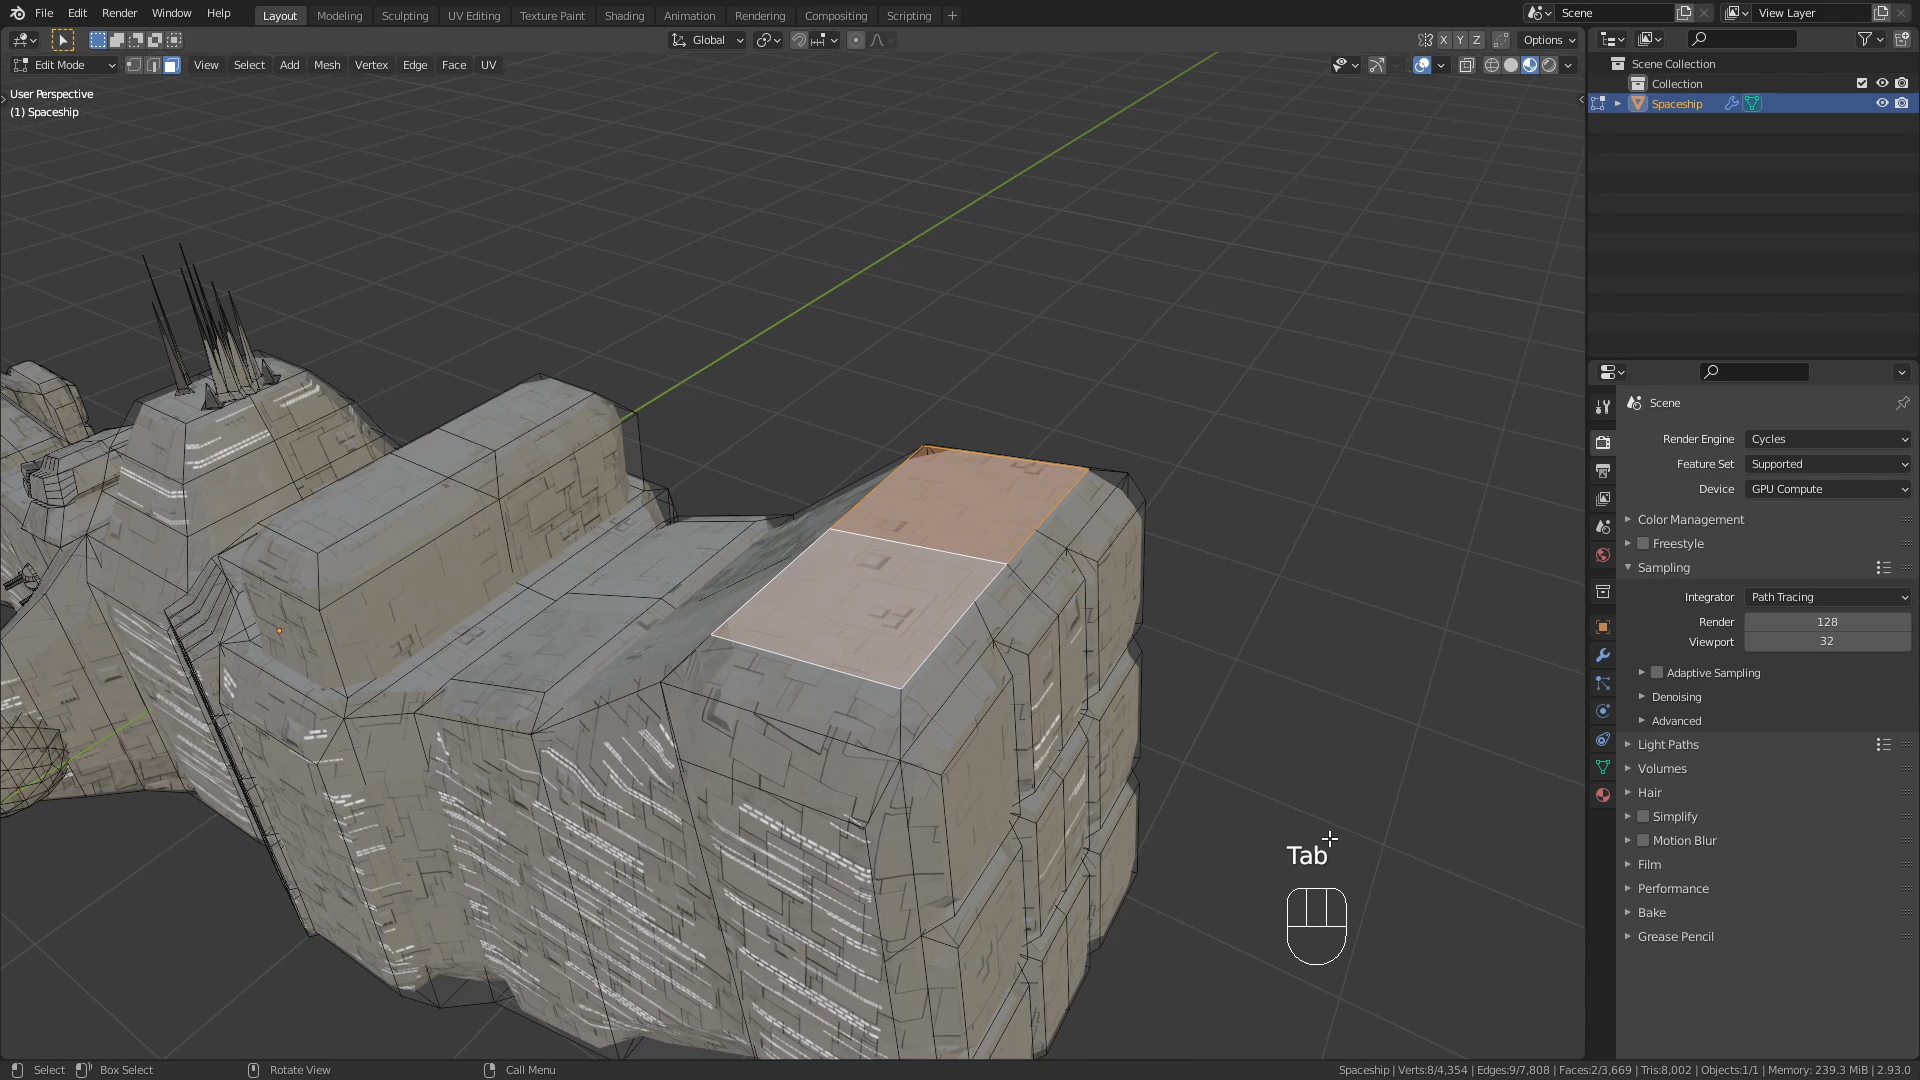 File Edit Render Window Help Layout Modeling Sculpting UV Editing Texture Paint Shading Animation Rendering Compositing Scripting + Scene View Layer
Global X Y Z Options
Edit Mode View Select Add Mesh Vertex Edge Face UV
User Perspective
(1) Spaceship
Scene Collection
Collection
Spaceship
Scene
Render Engine Cycles
Feature Set Supported
Device GPU Compute
Color Management
Freestyle
Sampling
Integrator Path Tracing
Render 128
Viewport 32
Adaptive Sampling
Denoising
Advanced
Light Paths
Volumes
Hair
Simplify
Motion Blur
Film
Performance
Bake
Grease Pencil
Tab
Select Box Select Rotate View Call Menu Spaceship | Verts:8/4,354 | Edges:9/7,808 | Faces:2/3,669 | Tris:8,002 | Objects:1/1 | Memory: 239.3 MiB | 2.93.0